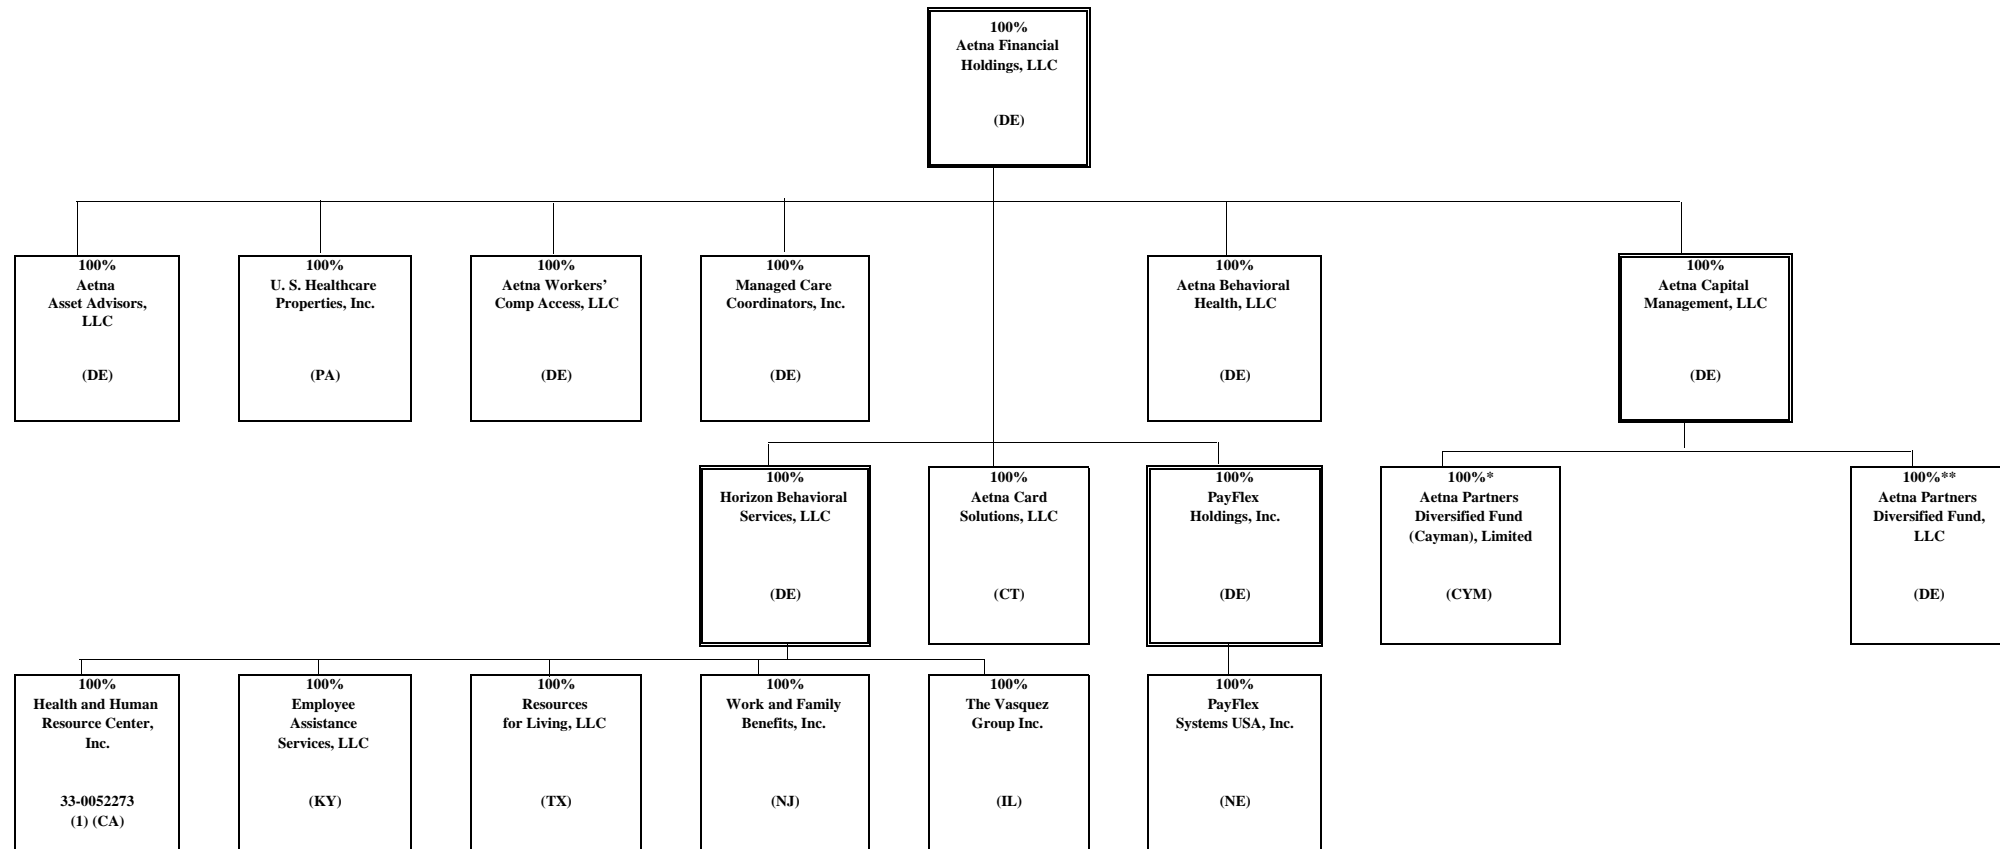 100%
Aetna Financial
Holdings, LLC
(DE)
100%
Aetna
Asset Advisors,
LLC
(DE)
100%
U. S. Healthcare
Properties, Inc.
(PA)
100%
Aetna Workers’
Comp Access, LLC
(DE)
100%
Managed Care
Coordinators, Inc.
(DE)
100%
Aetna Behavioral
Health, LLC
(DE)
100%
Aetna Capital
Management, LLC
(DE)
100%
Horizon Behavioral
Services, LLC
(DE)
100%
Aetna Card
Solutions, LLC
(CT)
100%
PayFlex
Holdings, Inc.
(DE)
100%*
Aetna Partners
Diversified Fund
(Cayman), Limited
(CYM)
100%**
Aetna Partners
Diversified Fund,
LLC
(DE)
100%
Health and Human
Resource Center,
Inc.
33-0052273
(1) (CA)
100%
Employee
Assistance
Services, LLC
(KY)
100%
Resources
for Living, LLC
(TX)
100%
Work and Family
Benefits, Inc.
(NJ)
100%
The Vasquez
Group Inc.
(IL)
100%
PayFlex
Systems USA, Inc.
(NE)